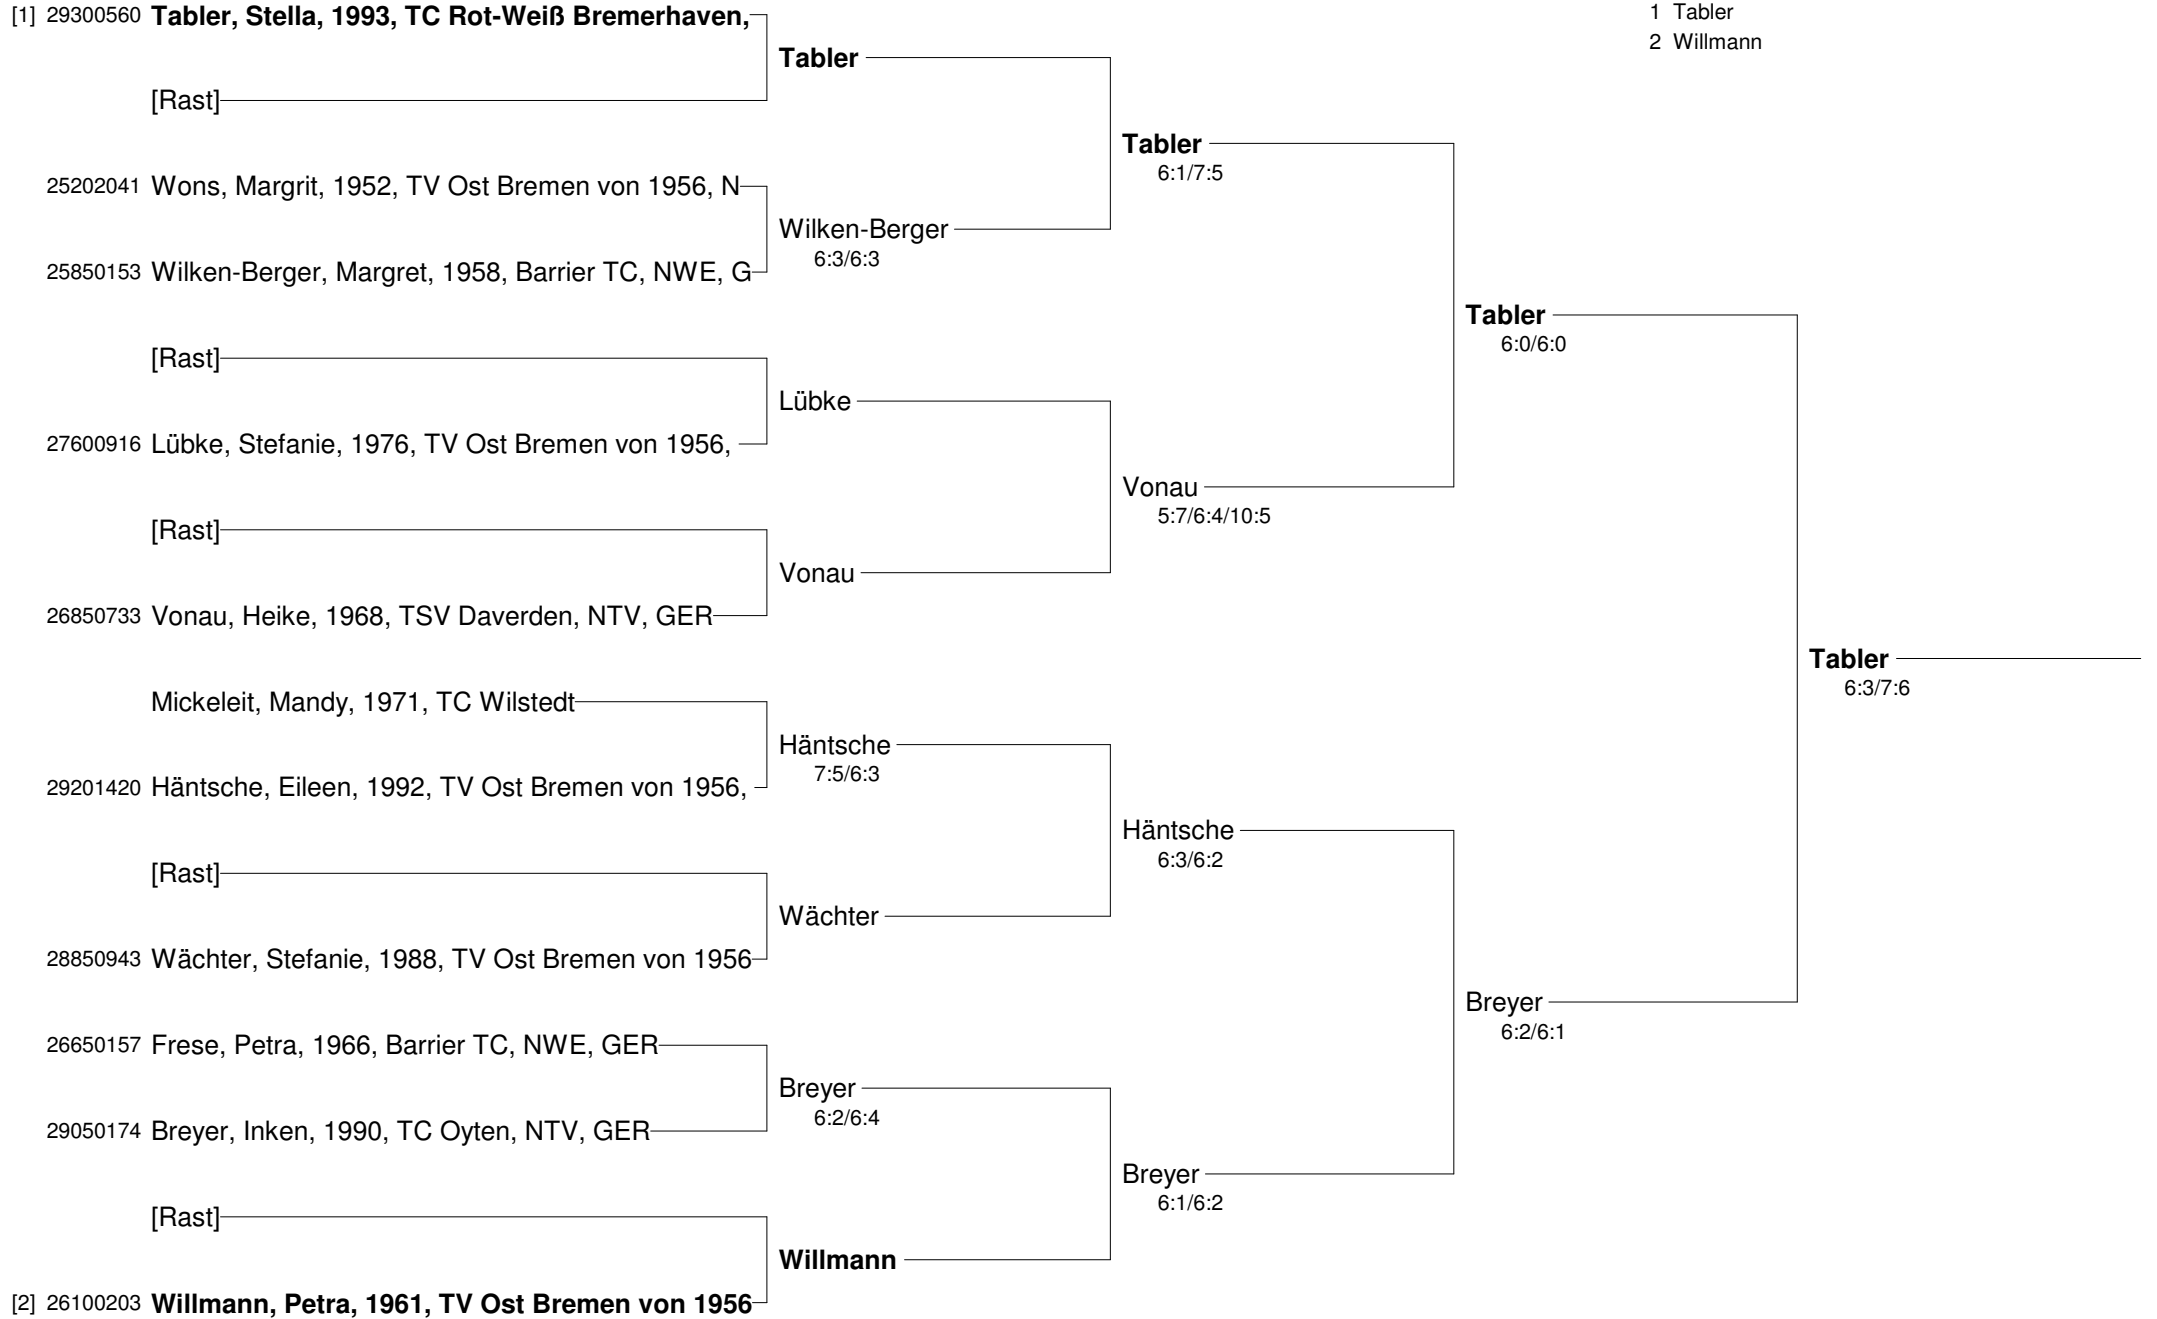 [1] 29300560 Tabler, Stella, 1993, TC Rot-Weiß Bremerhaven,
1 Tabler
2 Willmann
Tabler
[Rast]
Tabler
6:1/7:5
25202041 Wons, Margrit, 1952, TV Ost Bremen von 1956, N
Wilken-Berger
6:3/6:3
25850153 Wilken-Berger, Margret, 1958, Barrier TC, NWE, G
Tabler
6:0/6:0
[Rast]
Lübke
27600916 Lübke, Stefanie, 1976, TV Ost Bremen von 1956,
Vonau
5:7/6:4/10:5
[Rast]
Vonau
26850733 Vonau, Heike, 1968, TSV Daverden, NTV, GER
Tabler
6:3/7:6
Mickeleit, Mandy, 1971, TC Wilstedt
Häntsche
7:5/6:3
29201420 Häntsche, Eileen, 1992, TV Ost Bremen von 1956,
Häntsche
6:3/6:2
[Rast]
Wächter
28850943 Wächter, Stefanie, 1988, TV Ost Bremen von 1956
Breyer
6:2/6:1
26650157 Frese, Petra, 1966, Barrier TC, NWE, GER
Breyer
6:2/6:4
29050174 Breyer, Inken, 1990, TC Oyten, NTV, GER
Breyer
6:1/6:2
[Rast]
Willmann
[2] 26100203 Willmann, Petra, 1961, TV Ost Bremen von 1956